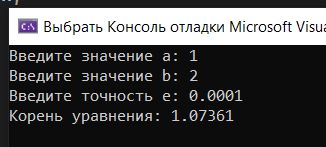 Выбрать Консоль отладки Microsoft Visua
Введите значение a: 1
Введите значение b: 2
Введите точность e: 0.0001
Корень уравнения: 1.07361